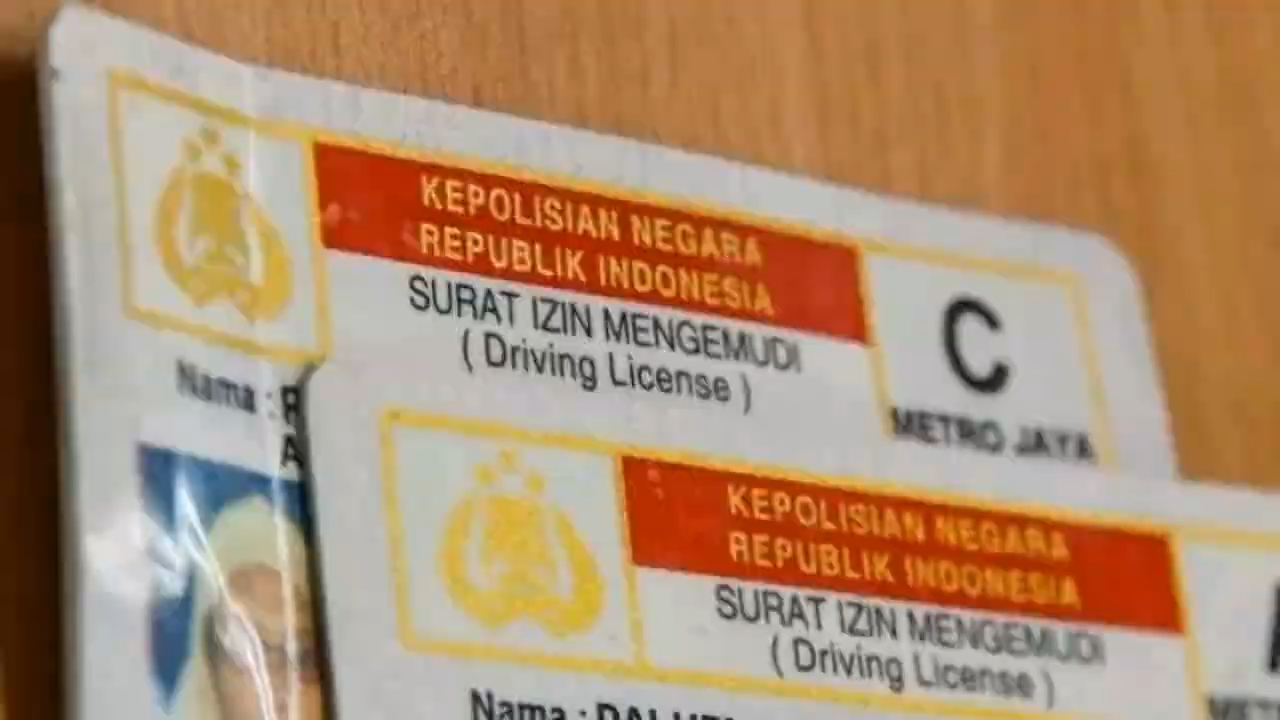 KEPOLISIAN NEGARA
REPUBLIK INDONESIA
SURAT IZIN MENGEMUDI
( Driving License )
C
METRO JAYA
Nama :
KEPOLISIAN NEGARA
REPUBLIK INDONESIA
SURAT IZIN MENGEMUDI
( Driving License )
Nama :